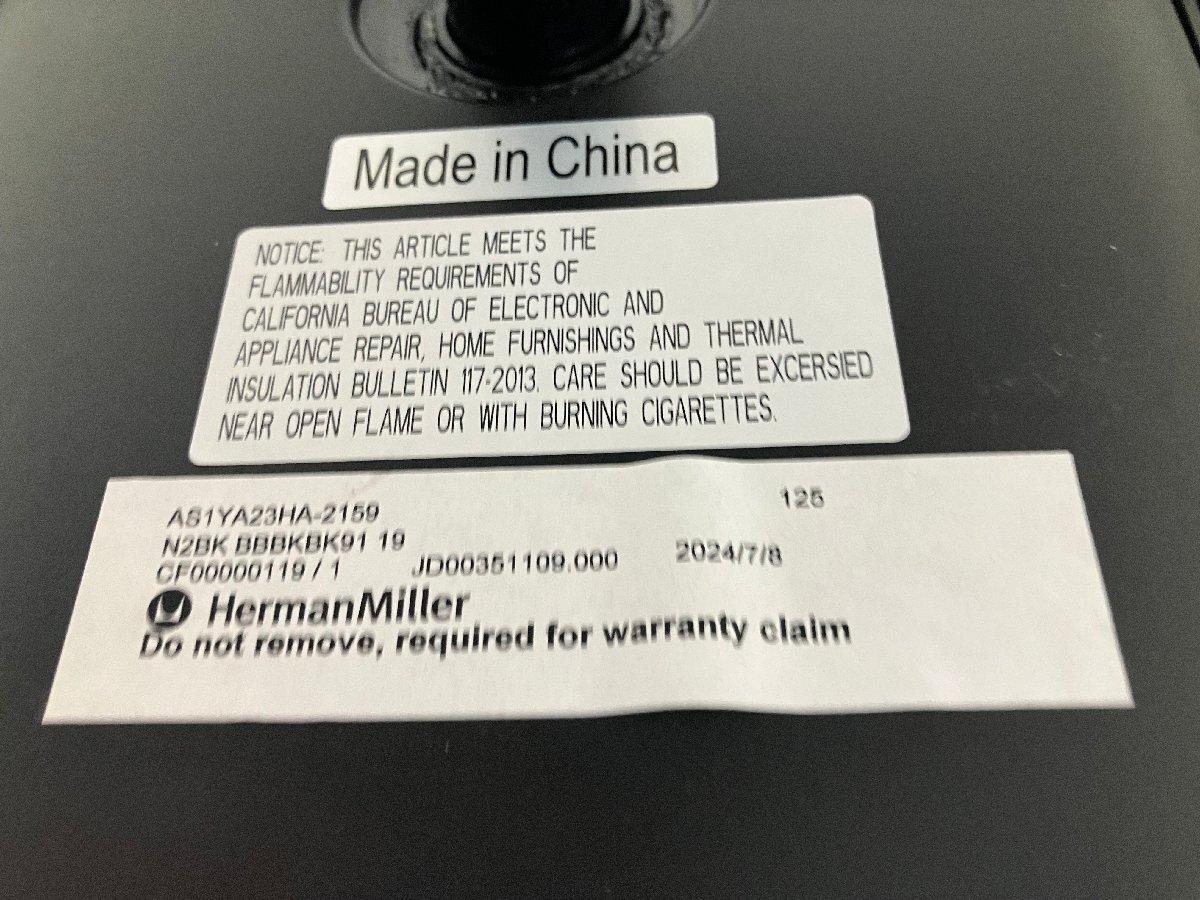 Made in China
NOTICE: THIS ARTICLE MEETS THE
FLAMMABILITY REQUIREMENTS OF
CALIFORNIA BUREAU OF ELECTRONIC AND
APPLIANCE REPAIR, HOME FURNISHINGS AND THERMAL
INSULATION BULLETIN 117-2013. CARE SHOULD BE EXCERSIED
NEAR OPEN FLAME OR WITH BURNING CIGARETTES.
AS1YA23HA-2159 125
N2BK BBBKBK91 19
CF00000119 / 1 JD00351109.000 2024/7/8
HermanMiller
Do not remove, required for warranty claim